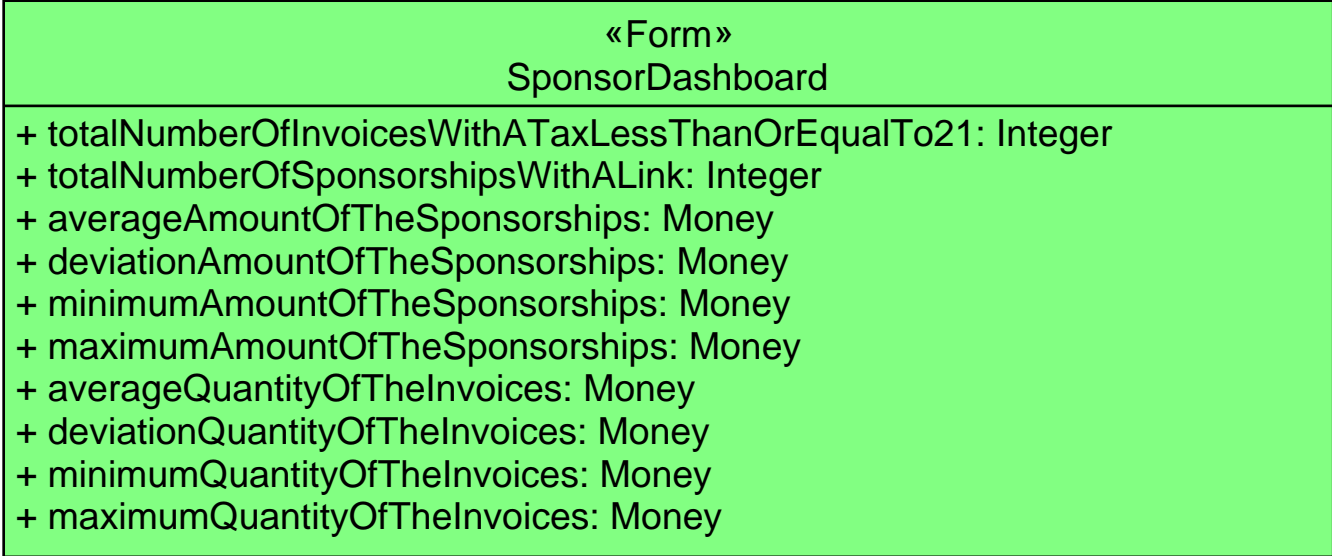 «Form»
SponsorDashboard
+ totalNumberOfInvoicesWithATaxLessThanOrEqualTo21: Integer
+ totalNumberOfSponsorshipsWithALink: Integer
+ averageAmountOfTheSponsorships: Money
+ deviationAmountOfTheSponsorships: Money
+ minimumAmountOfTheSponsorships: Money
+ maximumAmountOfTheSponsorships: Money
+ averageQuantityOfTheInvoices: Money
+ deviationQuantityOfTheInvoices: Money
+ minimumQuantityOfTheInvoices: Money
+ maximumQuantityOfTheInvoices: Money